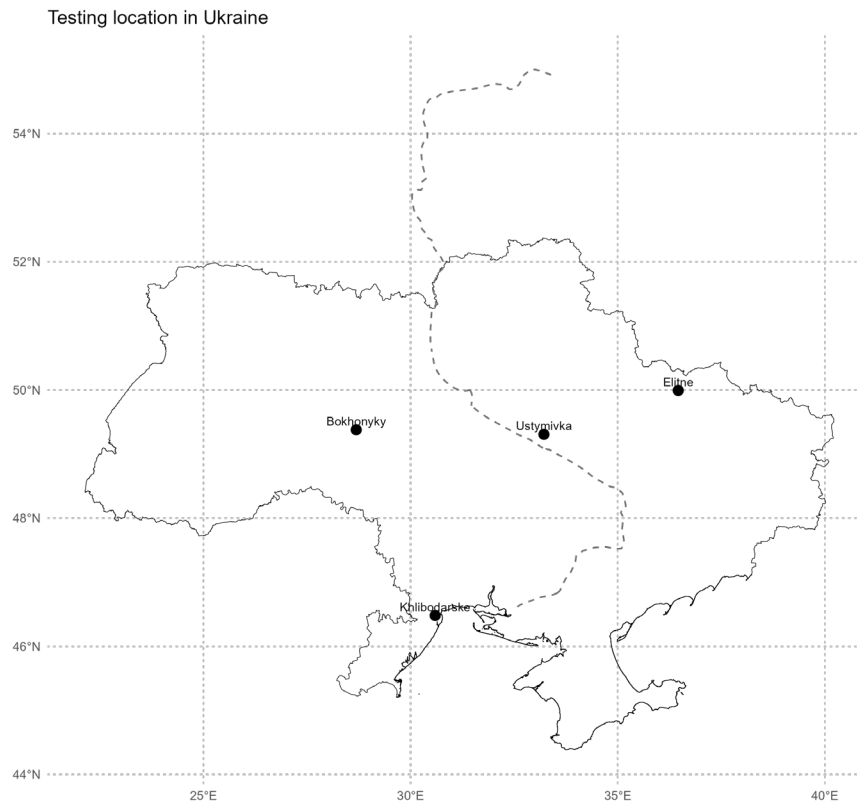 Testing location in Ukraine
54°N
52°N
50°N
48°N
46°N
44°N
Elitne
Bokhonyky
Ustymivka
Khlibodarske
25°E
30°E
35°E
40°E